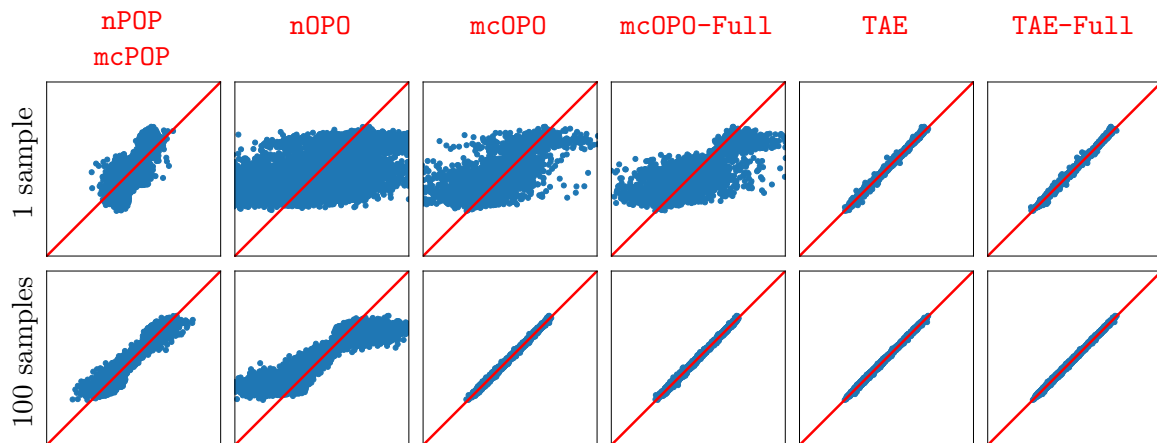 nPOP
mcPOP
nOPO
mcOPO
mcOPO-Full
TAE
TAE-Full
1 sample
100 samples